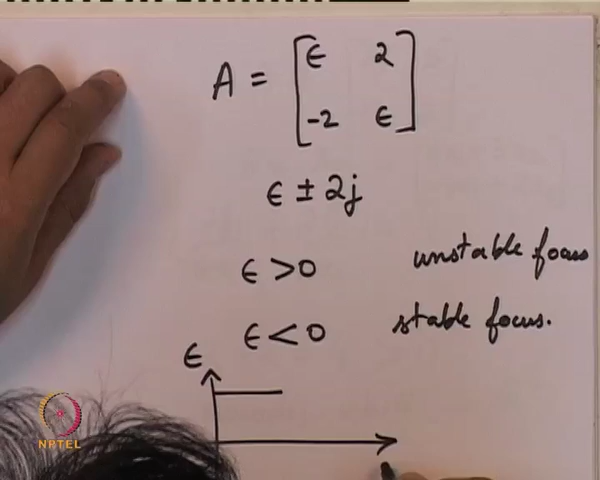 A = [ϵ 2
-2 ϵ]
ϵ ± 2j
ϵ > 0 unstable focus
ϵ < 0 stable focus.
ϵ
NPTEL